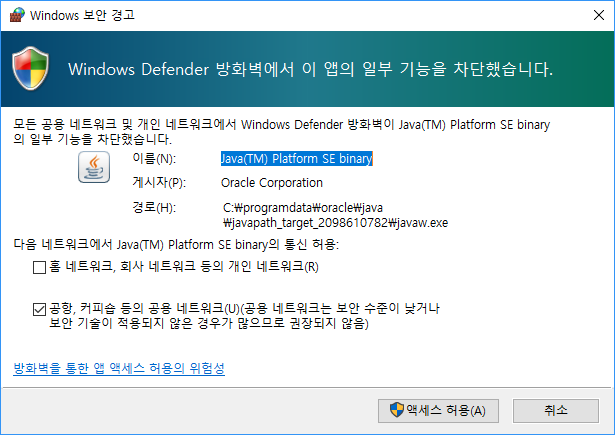 Windows 보안 경고
Windows Defender 방화벽에서 이 앱의 일부 기능을 차단했습니다.
모든 공용 네트워크 및 개인 네트워크에서 Windows Defender 방화벽이 Java(TM) Platform SE binary
의 일부 기능을 차단했습니다.
이름(N): Java(TM) Platform SE binary
게시자(P): Oracle Corporation
경로(H): C:₩programdata₩oracle₩java
₩javapath_target_2098610782₩javaw.exe
다음 네트워크에서 Java(TM) Platform SE binary의 통신 허용:
홈 네트워크, 회사 네트워크 등의 개인 네트워크(R)
공항, 커피숍 등의 공용 네트워크(U)(공용 네트워크는 보안 수준이 낮거나
보안 기술이 적용되지 않은 경우가 많으므로 권장되지 않음)
방화벽을 통한 앱 액세스 허용의 위험성
액세스 허용(A) 취소